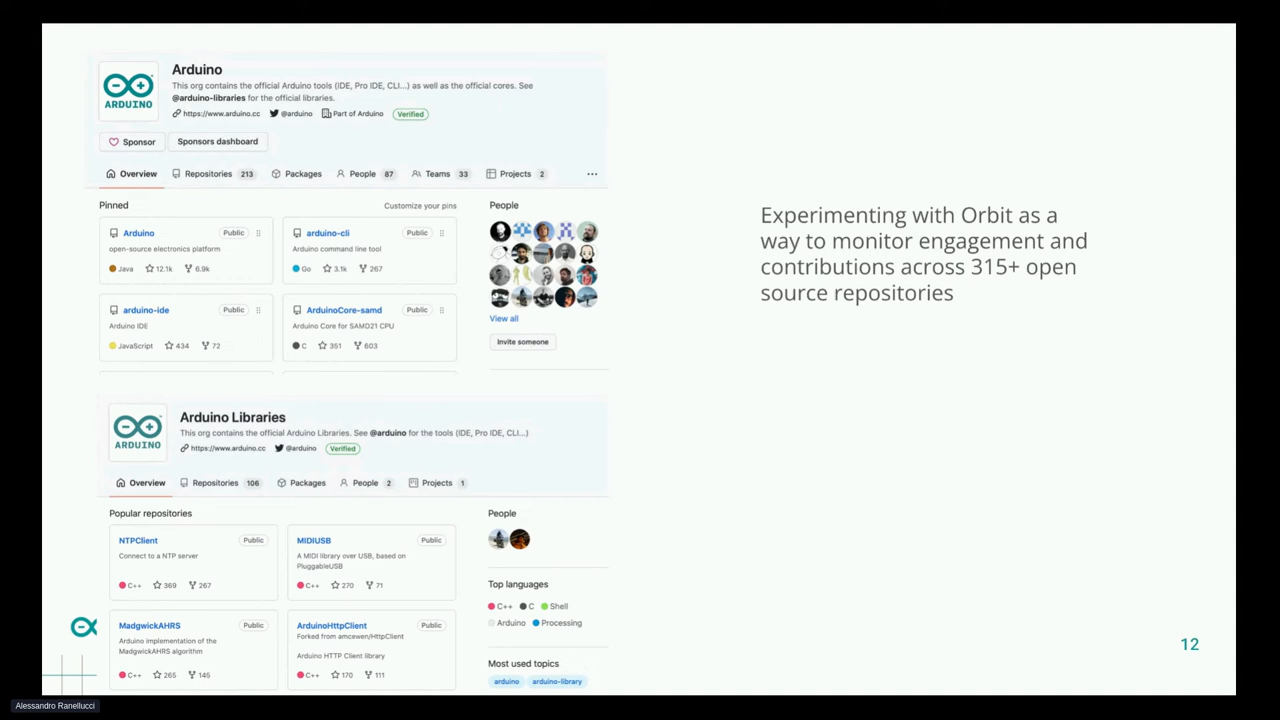 Arduino
This org contains the official Arduino tools (IDE, Pro IDE, CLI...) as well as the official cores. See
@arduino-libraries for the official libraries.
https://www.arduino.cc @arduino Part of Arduino Verified
Sponsor Sponsors dashboard
Overview Repositories 213 Packages People 87 Teams 33 Projects 2 ...
Pinned Customize your pins
Arduino Public
open-source electronics platform
Java 12.1k 6.9k
arduino-cli Public
Arduino command line tool
Go 3.1k 267
arduino-ide Public
Arduino IDE
JavaScript 434 72
ArduinoCore-samd Public
Arduino Core for SAMD21 CPU
C 351 603
People
View all
Invite someone
ARDUINO
Arduino Libraries
This org contains the official Arduino Libraries. See @arduino for the tools (IDE, Pro IDE, CLI...)
https://www.arduino.cc @arduino Verified
ARDUINO
Overview Repositories 106 Packages People 2 Projects 1
Popular repositories
NTPClient Public
Connect to a NTP server
C++ 369 267
MIDIUSB Public
A MIDI library over USB, based on
PluggableUSB
C++ 270 71
MadgwickAHRS Public
Arduino implementation of the
MadgwickAHRS algorithm
C++ 265 145
ArduinoHttpClient Public
Forked from amcewen/HttpClient
Arduino HTTP Client library
C++ 170 111
People
Top languages
C++ C Shell
Arduino Processing
Most used topics
arduino arduino-library
Experimenting with Orbit as a
way to monitor engagement and
contributions across 315+ open
source repositories
12
Alessandro Ranellucci